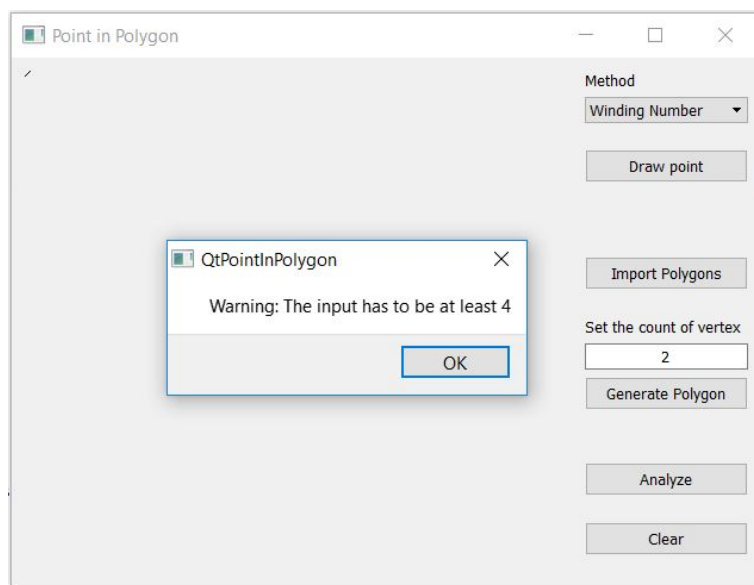 Point in Polygon
Method
Winding Number
Draw point
QtPointInPolygon
Warning: The input has to be at least 4
OK
Import Polygons
Set the count of vertex
2
Generate Polygon
Analyze
Clear